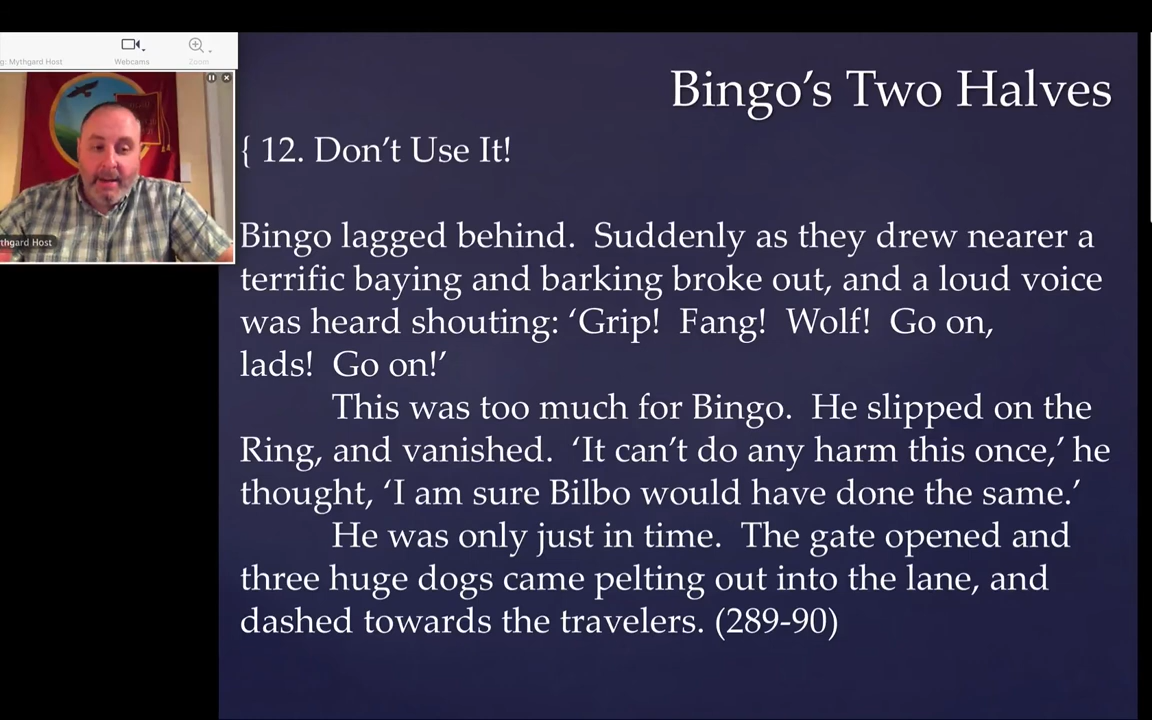 g: Mythgard Host
Webcams
Zoom
thgard Host
Bingo's Two Halves
{ 12. Don't Use It!
Bingo lagged behind.  Suddenly as they drew nearer a
terrific baying and barking broke out, and a loud voice
was heard shouting: 'Grip!  Fang!  Wolf!  Go on,
lads!  Go on!'
This was too much for Bingo.  He slipped on the
Ring, and vanished.  'It can't do any harm this once,' he
thought, 'I am sure Bilbo would have done the same.'
He was only just in time.  The gate opened and
three huge dogs came pelting out into the lane, and
dashed towards the travelers. (289-90)